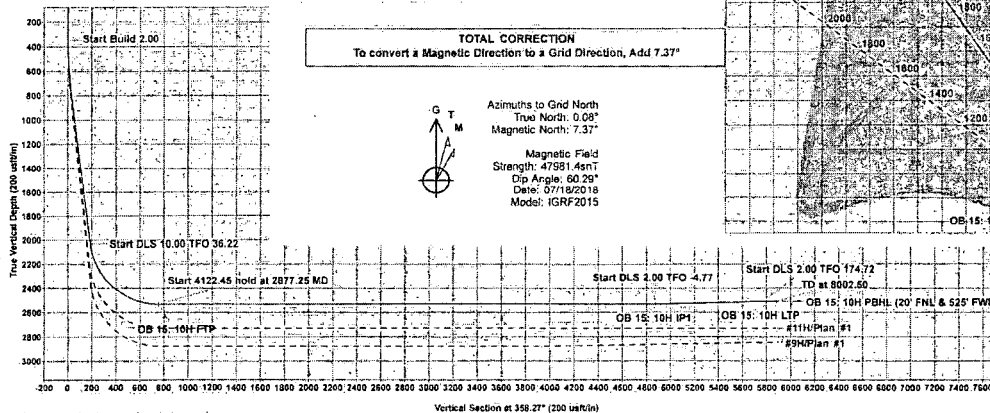 200
400
600
800
1000
1200
1400
1600
1800
2000
2200
2400
2600
2800
3000
True Vertical Depth (200 usft/in)
Start Build 2.00
TOTAL CORRECTION
To convert a Magnetic Direction to a Grid Direction, Add 7.37°
G
T
M
Azimuths to Grid North
True North: 0.08°
Magnetic North: 7.37°
Magnetic Field
Strength: 47981.4snT
Dip Angle: 60.29°
Date: 07/18/2018
Model: IGRF2015
2000
1800
1600
1400
1200
1800
OB 15:
Start DLS 10.00 TFO 36.22
Start 4122.45 hold at 2877.25 MD
Start DLS 2.00 TFO -4.77
Start DLS 2.00 TFO 174.72
TD at 8002.50
OB 15: 10H PBHL (20' FNL & 525' FWL
OB 15: 10H FTP
OB 15: 10H IP1
OB 15: 10H LTP
#11H/Plan #1
#9H/Plan #1
-200 0 200 400 600 800 1000 1200 1400 1600 1800 2000 2200 2400 2600 2800 3000 3200 3400 3600 3800 4000 4200 4400 4600 4800 5000 5200 5400 5600 5800 6000 6200 6400 6600 6800 7000 7200 7400
Vertical Section at 358.27° (200 usft/in)